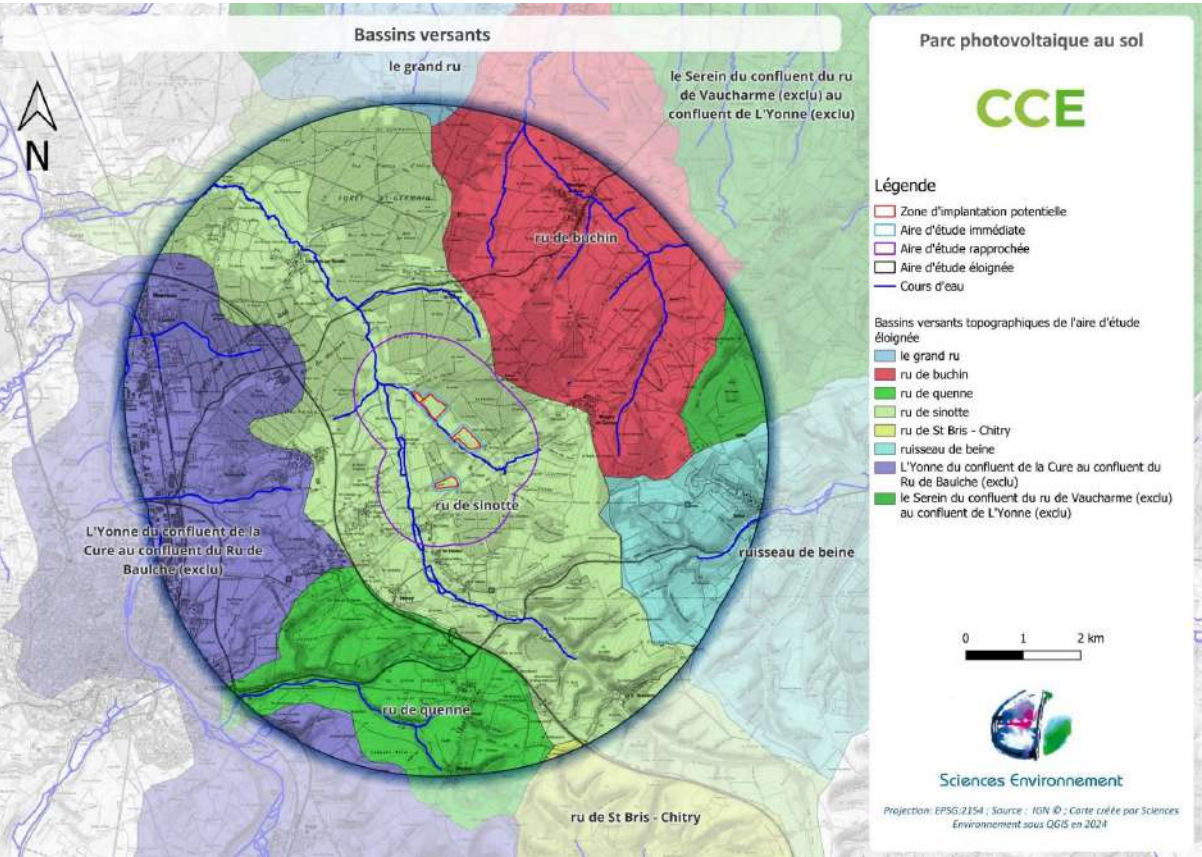 Bassins versants
le grand ru
le Serein du confluent du ru
de Vaucharme (exclu) au
confluent de L'Yonne (exclu)
N
ru de buchin
ru de sinotte
L'Yonne du confluent de la
Cure au confluent du Ru de
Baulche (exclu)
ruisseau de beine
ru de quenne
ru de St Bris - Chitry
Parc photovoltaique au sol
CCE
Légende
Zone d'implantation potentielle
Aire d'étude immédiate
Aire d'étude rapprochée
Aire d'étude éloignée
Cours d'eau
Bassins versants topographiques de l'aire d'étude
éloignée
le grand ru
ru de buchin
ru de quenne
ru de sinotte
ru de St Bris - Chitry
ruisseau de beine
L'Yonne du confluent de la Cure au confluent du
Ru de Baulche (exclu)
le Serein du confluent du ru de Vaucharme (exclu)
au confluent de L'Yonne (exclu)
0 1 2 km
Sciences Environnement
Projection: EPSG:2154 ; Source : IGN © ; Carte créée par Sciences
Environnement sous QGIS en 2024